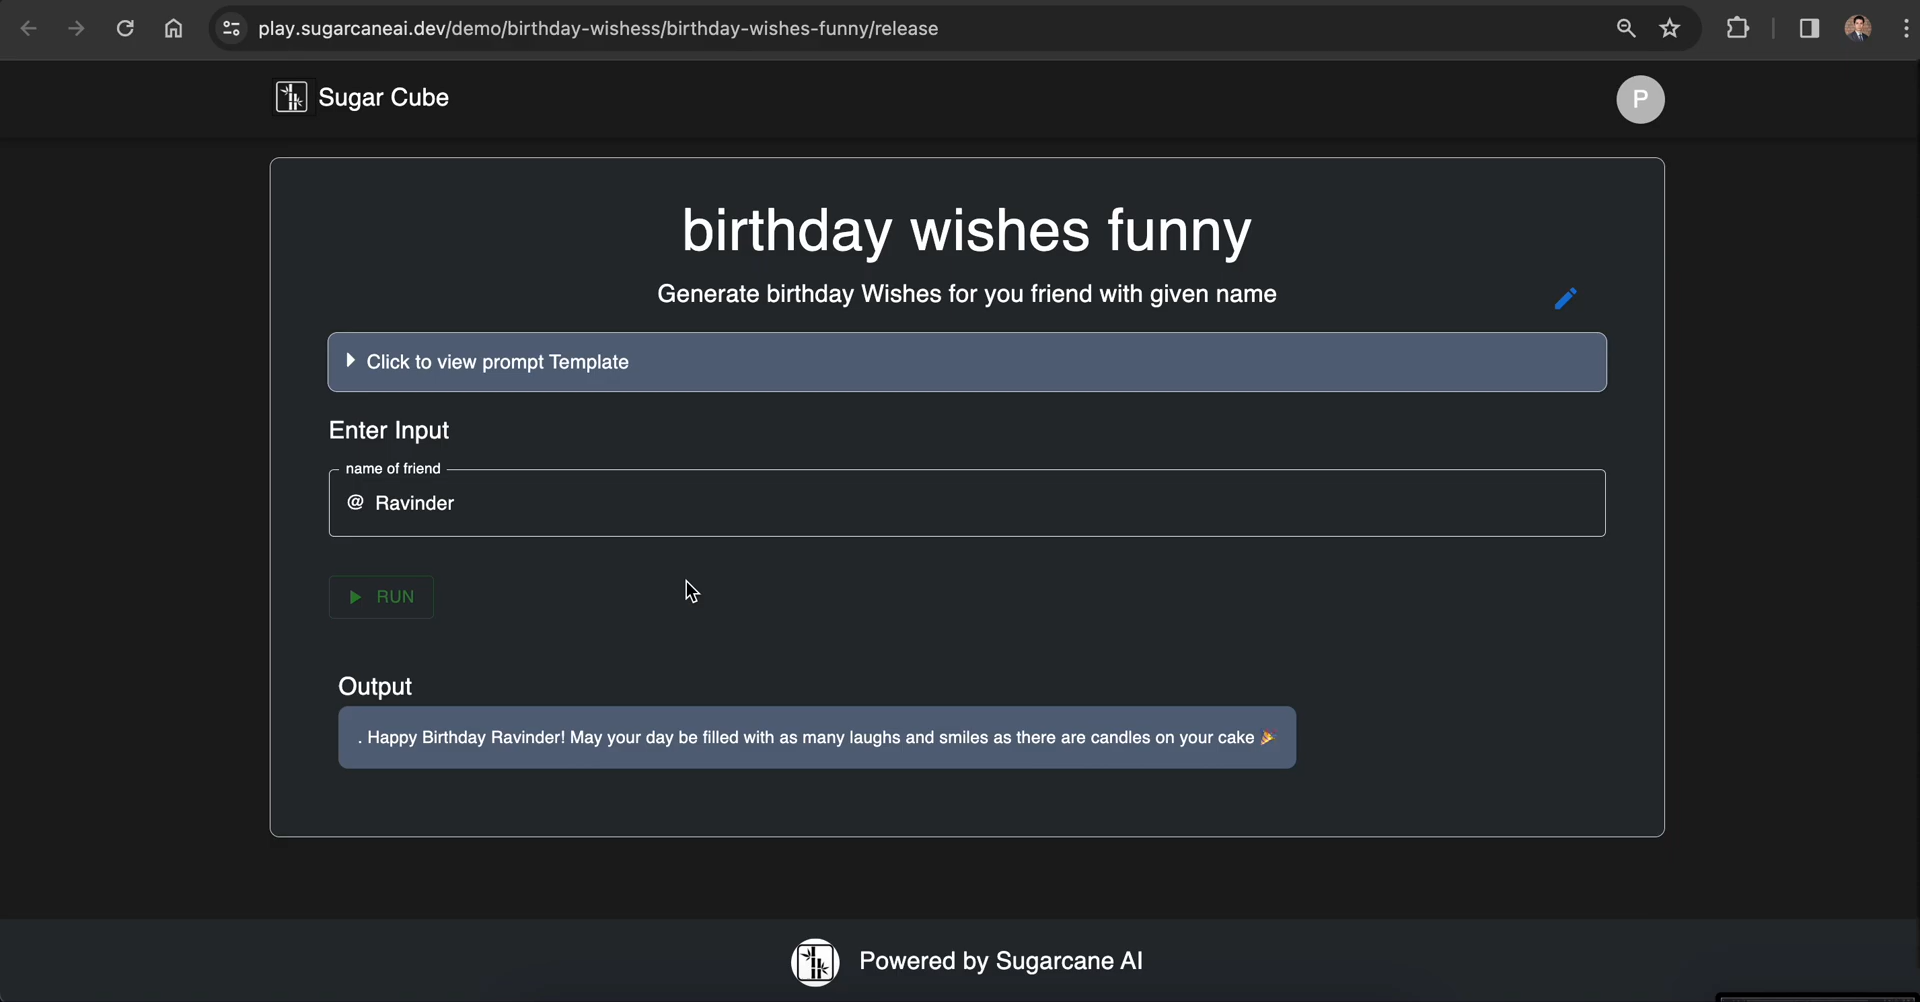 play.sugarcaneai.dev/demo/birthday-wishess/birthday-wishes-funny/release
Sugar Cube
P
birthday wishes funny
Generate birthday Wishes for you friend with given name
Click to view prompt Template
Enter Input
name of friend
@ Ravinder
RUN
Output
. Happy Birthday Ravinder! May your day be filled with as many laughs and smiles as there are candles on your cake 🎉
Powered by Sugarcane AI